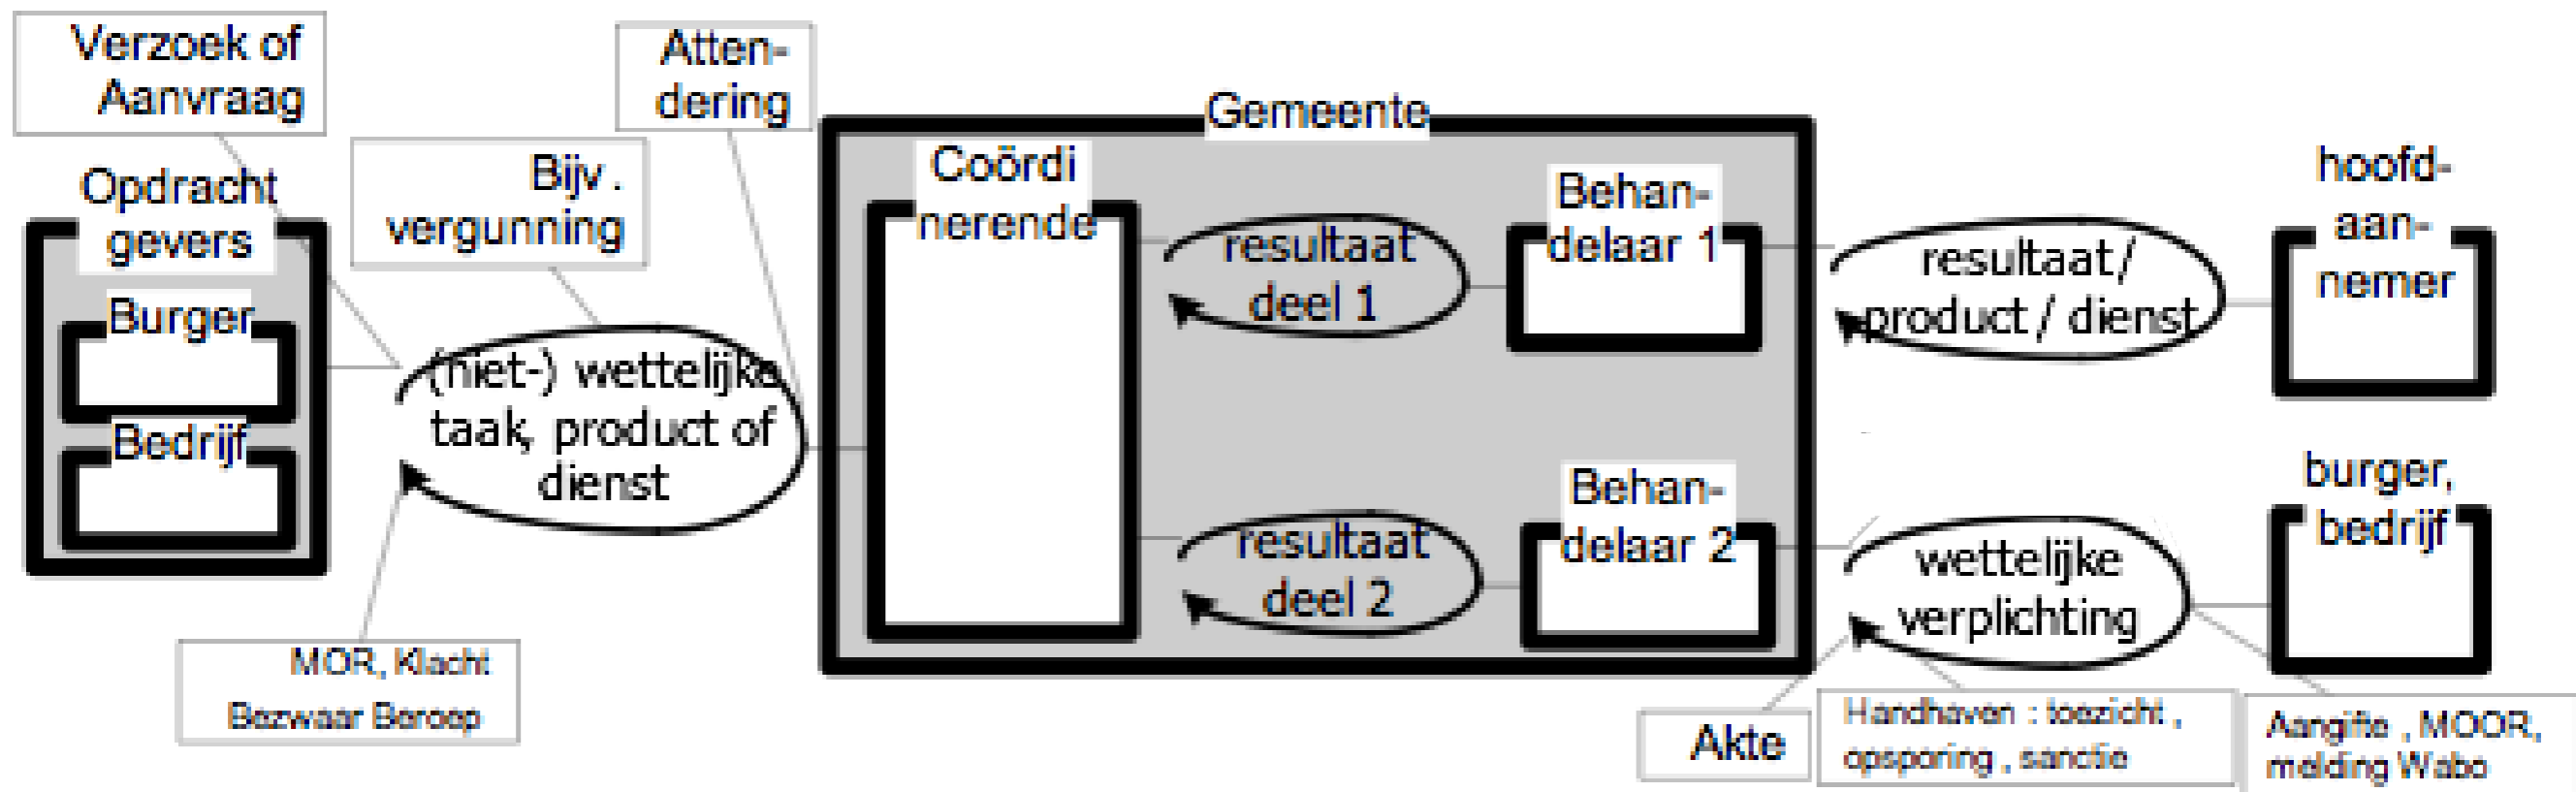 Verzoek of
Aanvraag
Atten-
dering
Bijv.
vergunning
Opdracht
gevers
Burger
Bedrijf
(niet-) wettelijke
taak, product of
dienst
MOR, Klacht
Bezwaar Beroep
Gemeente
Coördi
nerende
resultaat
deel 1
Behan-
delaar 1
resultaat
deel 2
Behan-
delaar 2
resultaat/
product / dienst
hoofd-
aan-
nemer
wettelijke
verplichting
burger,
bedrijf
Akte
Handhaven : toezicht ,
opsporing , sanctie
Aangifte , MOOR,
melding Wabo